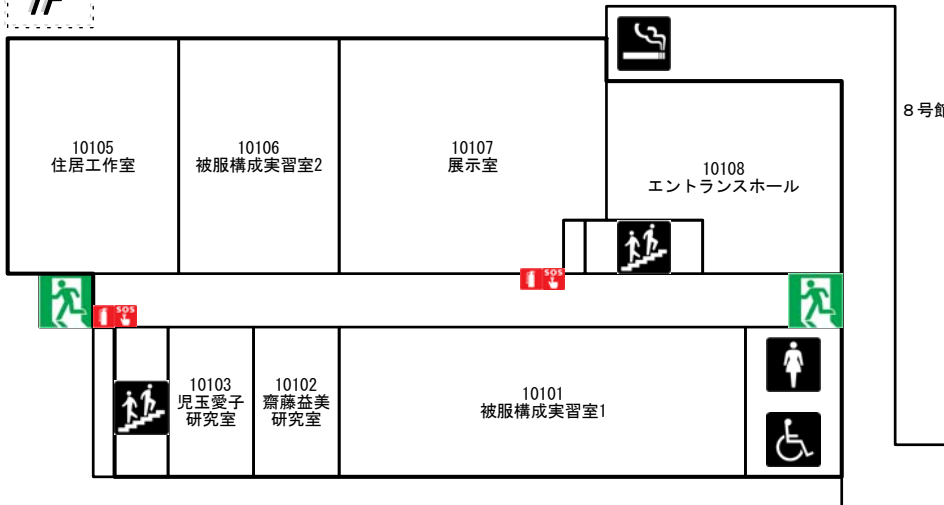 10105
住居工作室
10106
被服構成実習室2
10107
展示室
10108
エントランスホール
8号館
SOS
SOS
10103
児玉愛子
研究室
10102
齋藤益美
研究室
10101
被服構成実習室1